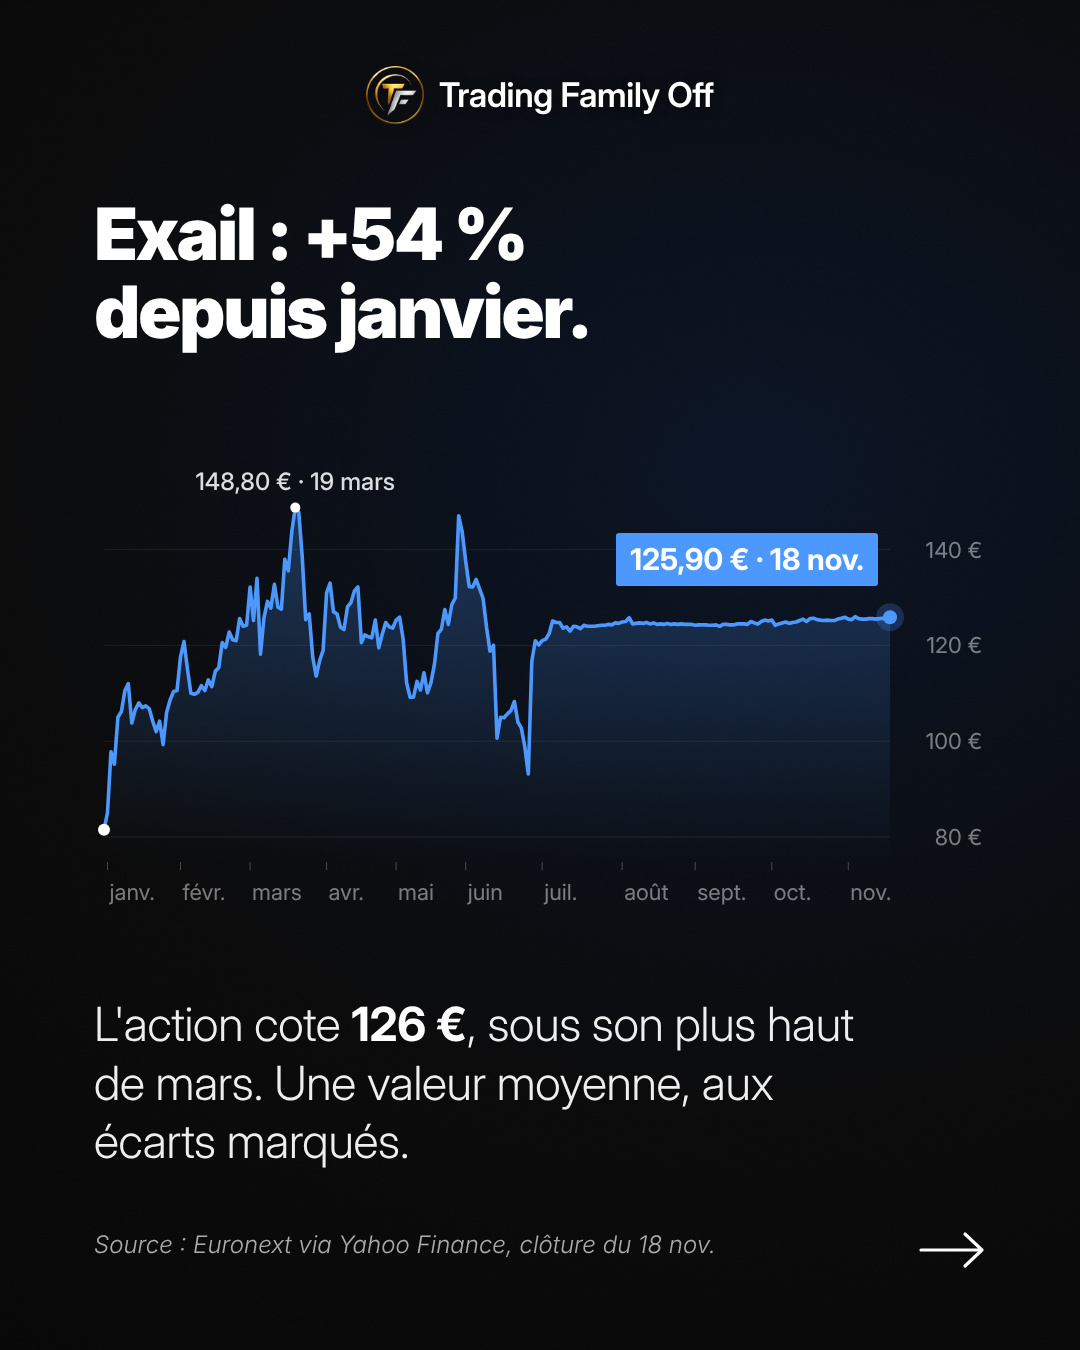 TF Trading Family Off
Exail : +54 %
depuis janvier.
148,80 € · 19 mars
125,90 € · 18 nov.
140 €
120 €
100 €
80 €
janv. févr. mars avr. mai juin juil. août sept. oct. nov.
L'action cote 126 €, sous son plus haut
de mars. Une valeur moyenne, aux
écarts marqués.
Source : Euronext via Yahoo Finance, clôture du 18 nov.